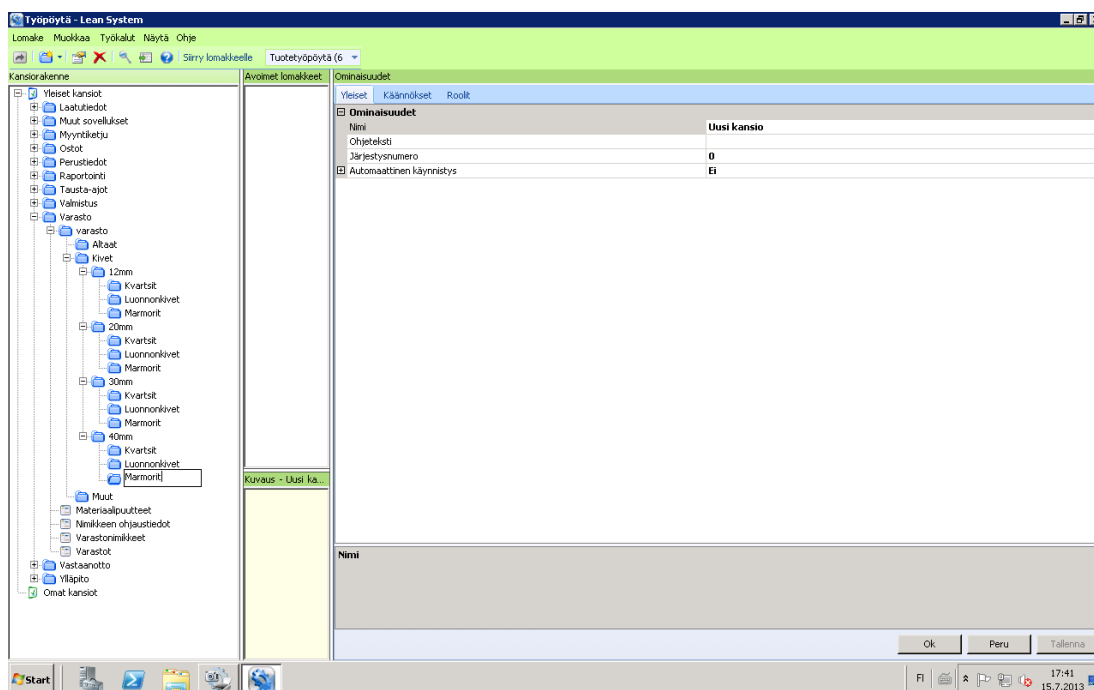 Työpöytä - Lean System
Lomake Muokkaa Työkalut Näytä Ohje
Siirry lomakkeelle Tuotetyöpöytä (6
Kansiorakenne
Yleiset kansiot
Laatutiedot
Muut sovellukset
Myyntiketju
Ostot
Perustiedot
Raportointi
Tausta-ajot
Valmistus
Varasto
varasto
Altaat
Kivet
12mm
Kvartsit
Luonnonkivet
Marmorit
20mm
Kvartsit
Luonnonkivet
Marmorit
30mm
Kvartsit
Luonnonkivet
Marmorit
40mm
Kvartsit
Luonnonkivet
Marmorit
Muut
Materiaalipuutteet
Nimikkeen ohjaustiedot
Varastonimikkeet
Varastot
Vastaanotto
Ylläpito
Omat kansiot
Avoimet lomakkeet
Kuvaus - Uusi ka...
Ominaisuudet
Yleiset Käännökset Roolit
Ominaisuudet
Nimi Uusi kansio
Ohjeteksti
Järjestysnumero 0
Automaattinen käynnistys Ei
Nimi
Ok Peru Tallenna
Start FI 17:41
15.7.2013